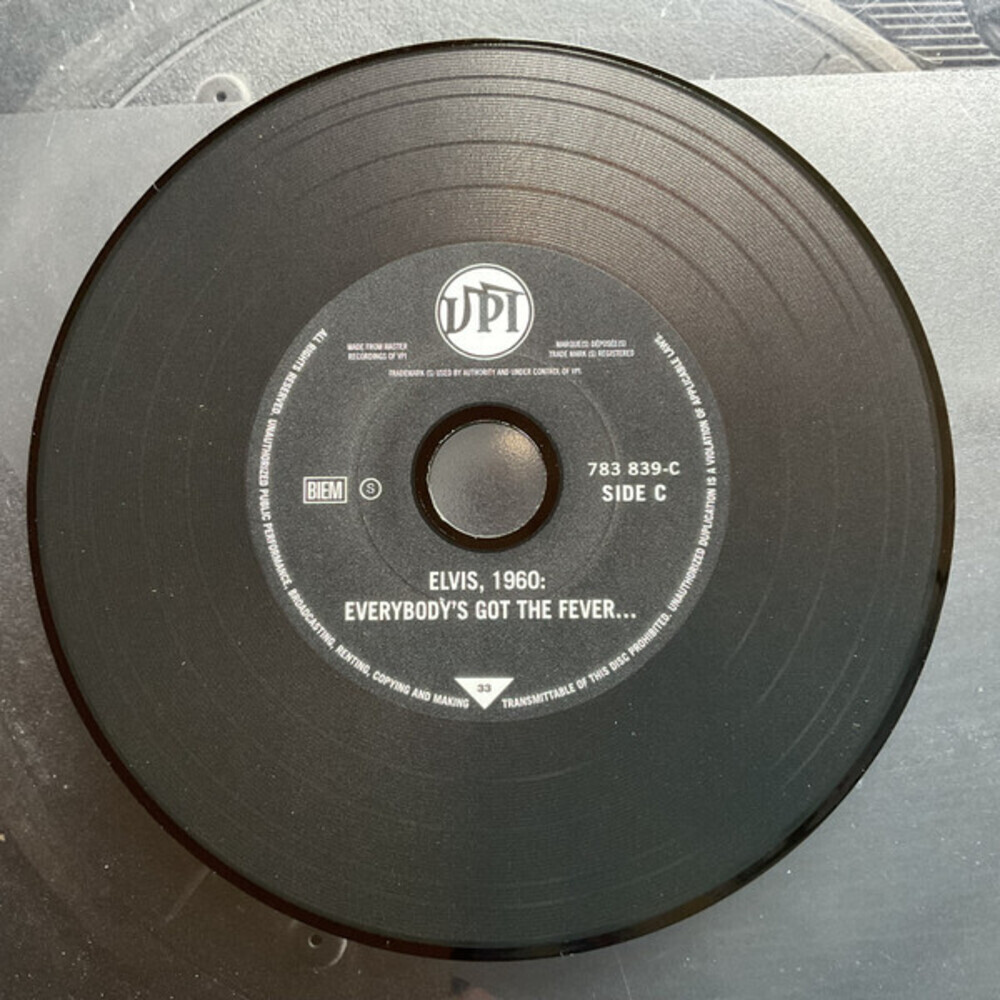 VPI
MADE FROM MASTER
RECORDINGS OF VPI
MARQUE(S) DÉPOSÉE(S)
TRADE MARK (S) REGISTERED
TRADEMARK (S) USED BY AUTHORITY AND UNDER CONTROL OF VPI
BIEM
S
783 839-C
SIDE C
ELVIS, 1960:
EVERYBODY'S GOT THE FEVER...
33
ALL RIGHTS RESERVED. UNAUTHORIZED PUBLIC PERFORMANCE, BROADCASTING, RENTING, COPYING AND MAKING
TRANSMITTABLE OF THIS DISC PROHIBITED. UNAUTHORIZED DUPLICATION IS A VIOLATION OF APPLICABLE LAWS.